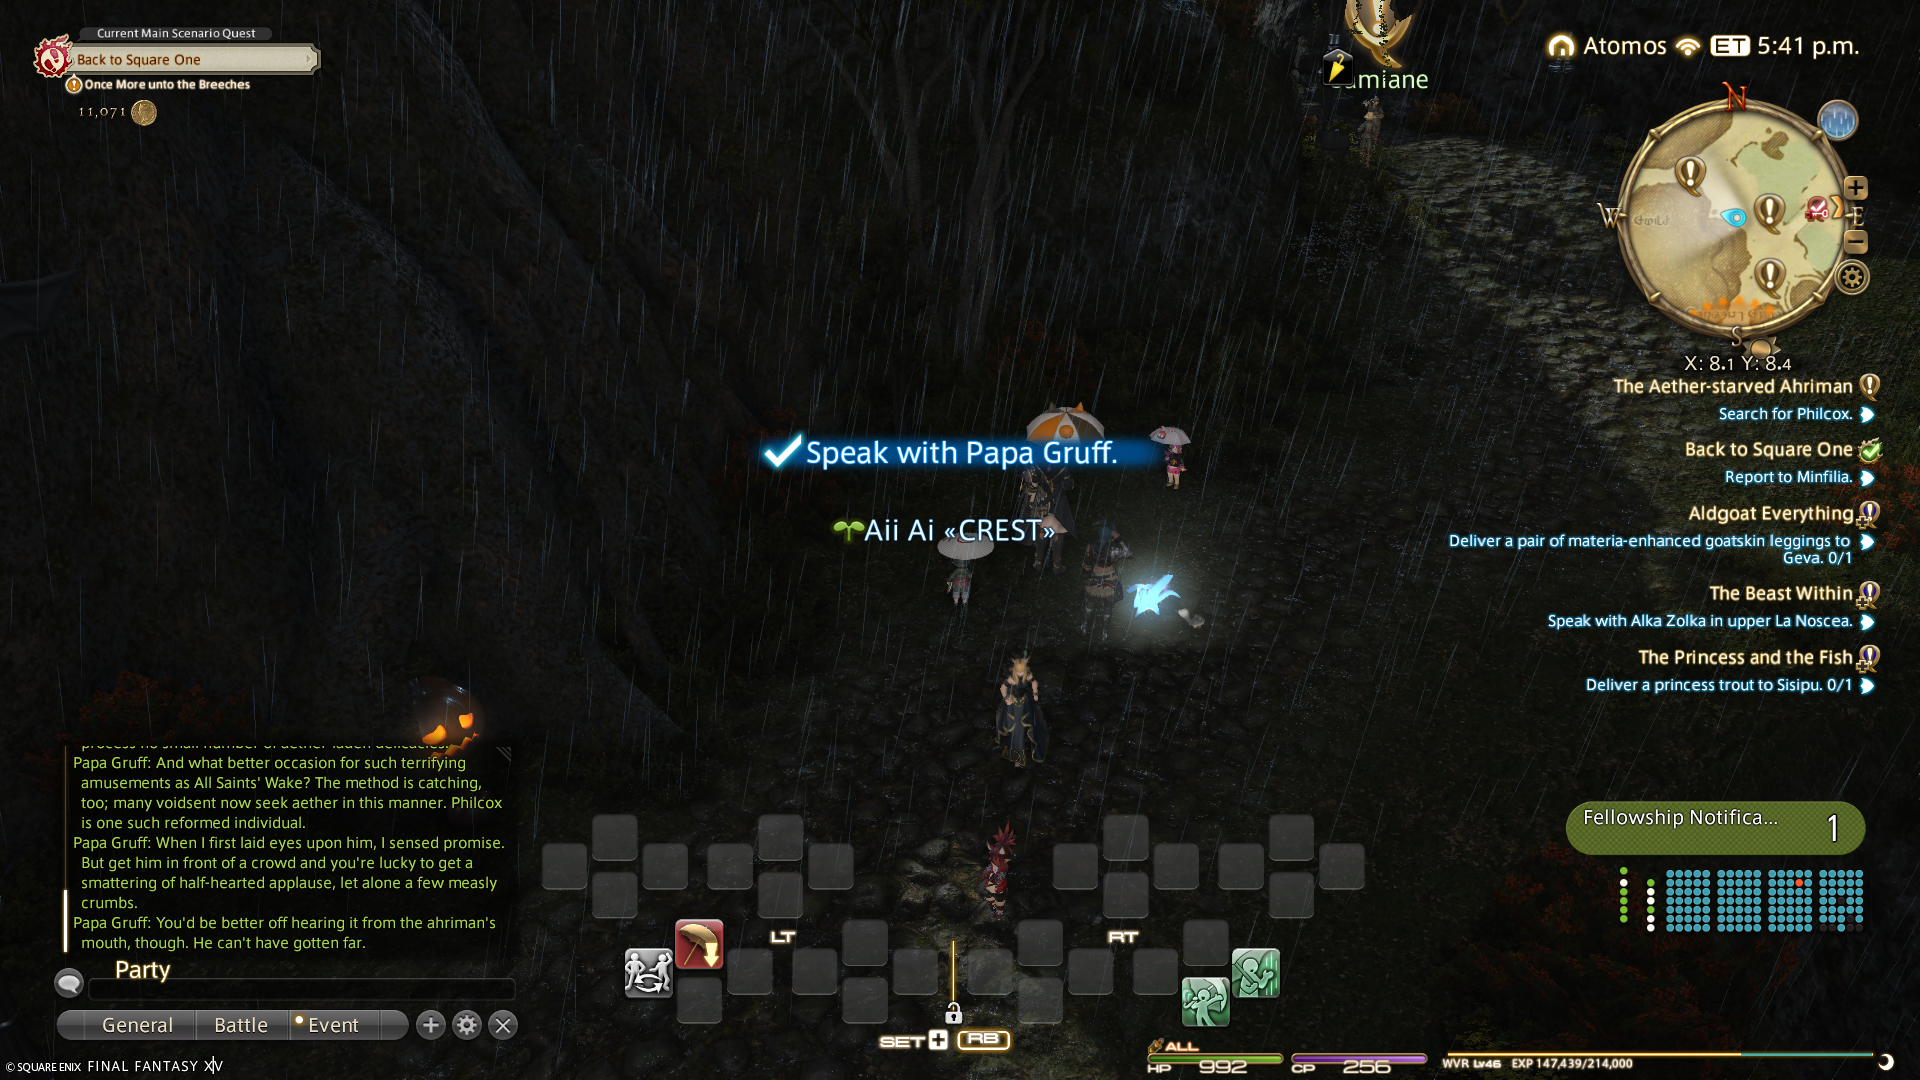 Current Main Scenario Quest
Back to Square One
Once More unto the Breeches
11,071
miane
Atomos ET 5:41 p.m.
N
W
E
S
X: 8.1 Y: 8.4
The Aether-starved Ahriman
Search for Philcox.
Back to Square One
Report to Minfilia.
Aldgoat Everything
Deliver a pair of materia-enhanced goatskin leggings to
Geva. 0/1
The Beast Within
Speak with Alka Zolka in upper La Noscea.
The Princess and the Fish
Deliver a princess trout to Sisipu. 0/1
Speak with Papa Gruff.
Aii Ai «CREST»
Fellowship Notifica... 1
process no small number of aether-laden delicacies.
Papa Gruff: And what better occasion for such terrifying
amusements as All Saints' Wake? The method is catching,
too; many voidsent now seek aether in this manner. Philcox
is one such reformed individual.
Papa Gruff: When I first laid eyes upon him, I sensed promise.
But get him in front of a crowd and you're lucky to get a
smattering of half-hearted applause, let alone a few measly
crumbs.
Papa Gruff: You'd be better off hearing it from the ahriman's
mouth, though. He can't have gotten far.
Party
General Battle Event
LT
RT
SET + RB
ALL
HP 992 CP 256
WVR Lv46 EXP 147,439/214,000
© SQUARE ENIX FINAL FANTASY XIV